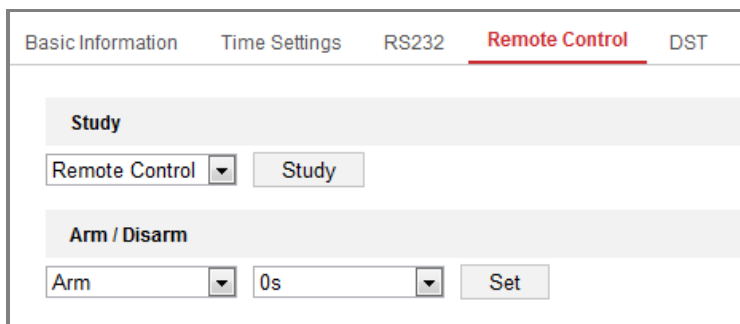 Basic Information Time Settings RS232 Remote Control DST
Study
Remote Control Study
Arm / Disarm
Arm 0s Set